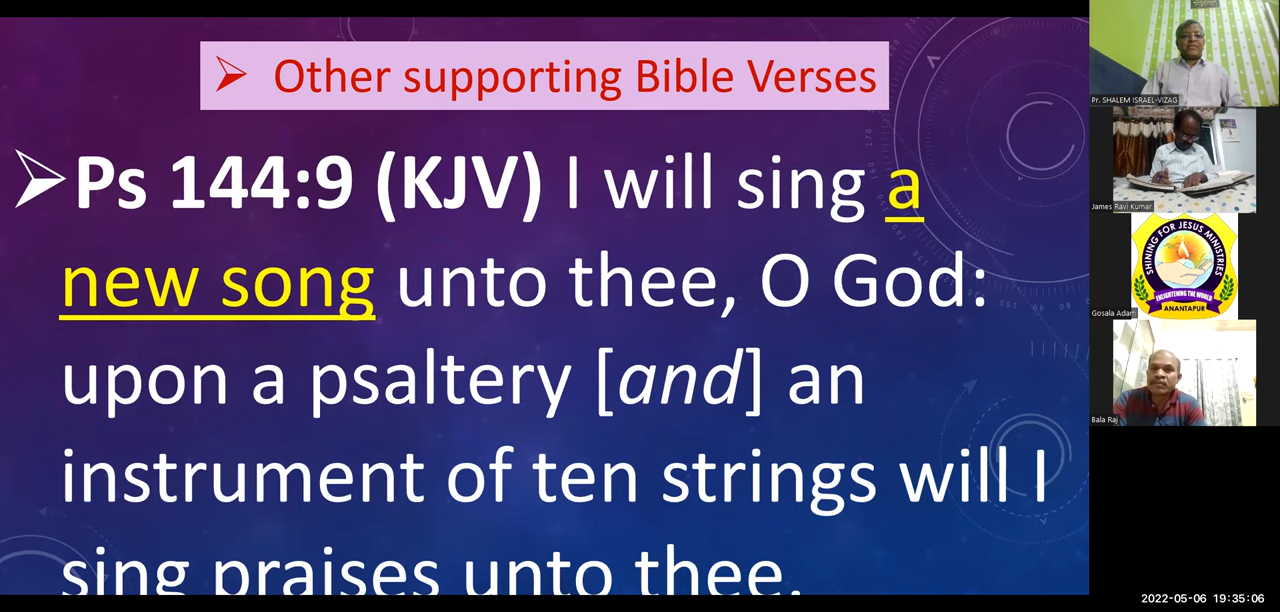 Other supporting Bible Verses
Ps 144:9 (KJV) I will sing a
new song unto thee, O God:
upon a psaltery [and] an
instrument of ten strings will I
sing praises unto thee.
Pr. SHALEM ISRAEL-VIZAG
James Ravi Kumar
SHINING FOR JESUS MINISTRIES
ENLIGHTENING THE WORLD
ANANTAPUR
Gosala Adam
Bala Raj
2022-05-06 19:35:06